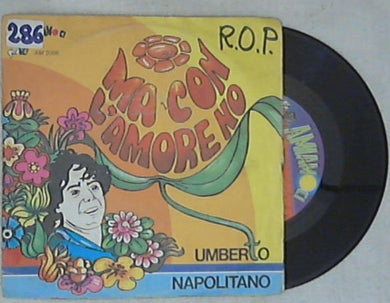 286
R.O.P.
MA CON
L'AMORE NO
UMBERTO
NAPOLITANO